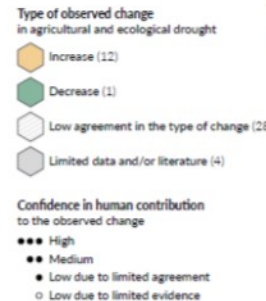 Type of observed change
in agricultural and ecological drought
Increase (12)
Decrease (1)
Low agreement in the type of change (28
Limited data and/or literature (4)
Confidence in human contribution
to the observed change
●●● High
●● Medium
● Low due to limited agreement
○ Low due to limited evidence